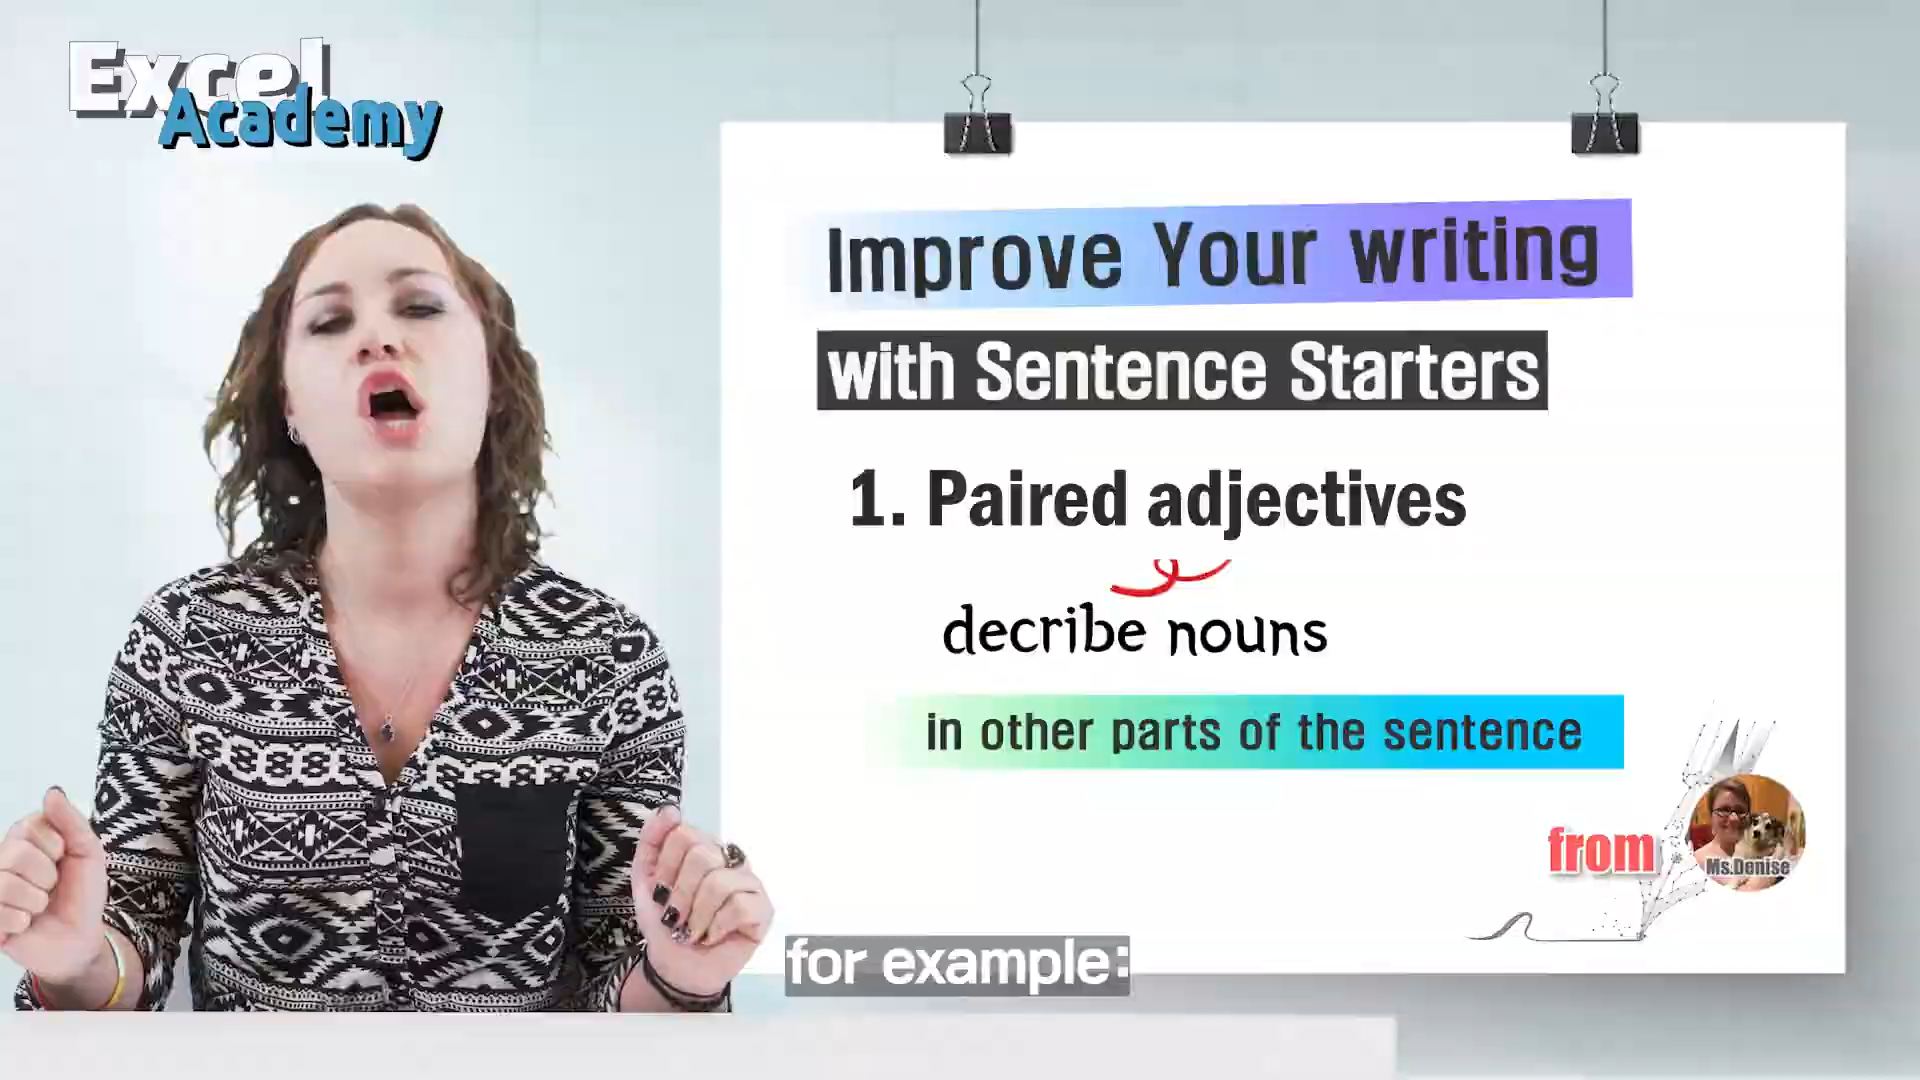 Excel
Academy
Improve Your writing
with Sentence Starters
1. Paired adjectives
decribe nouns
in other parts of the sentence
from
Ms.Denise
for example: